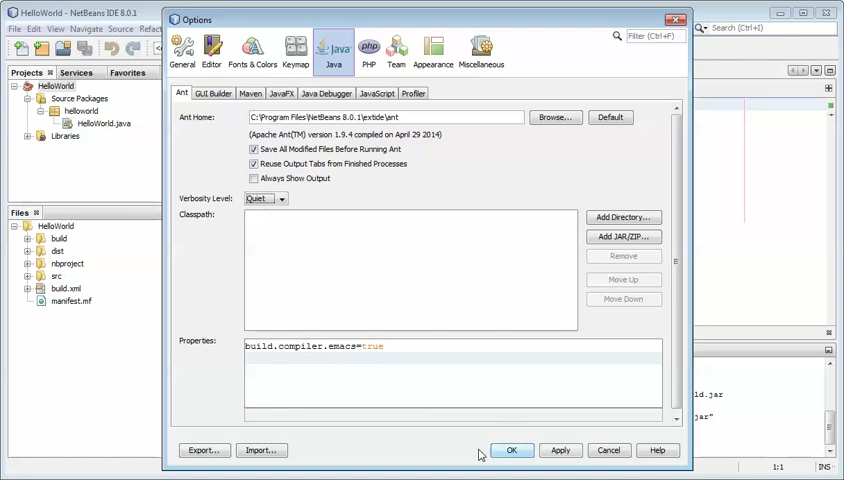 HelloWorld - NetBeans IDE 8.0.1
File Edit View Navigate Source Refact
Search (Ctrl+I)
Options
General
Editor
Fonts & Colors
Keymap
Java
PHP
Team
Appearance
Miscellaneous
Filter (Ctrl+F)
Projects Services Favorites
HelloWorld
Source Packages
helloworld
HelloWorld.java
Libraries
Files
HelloWorld
build
dist
nbproject
src
build.xml
manifest.mf
Ant GUI Builder Maven JavaFX Java Debugger JavaScript Profiler
Ant Home: C:\Program Files\NetBeans 8.0.1\extide\ant Browse... Default
(Apache Ant(TM) version 1.9.4 compiled on April 29 2014)
Save All Modified Files Before Running Ant
Reuse Output Tabs from Finished Processes
Always Show Output
Verbosity Level: Quiet
Classpath:
Add Directory...
Add JAR/ZIP...
Remove
Move Up
Move Down
Properties: build.compiler.emacs=true
Export... Import... OK Apply Cancel Help
ld.jar
jar"
1:1 INS